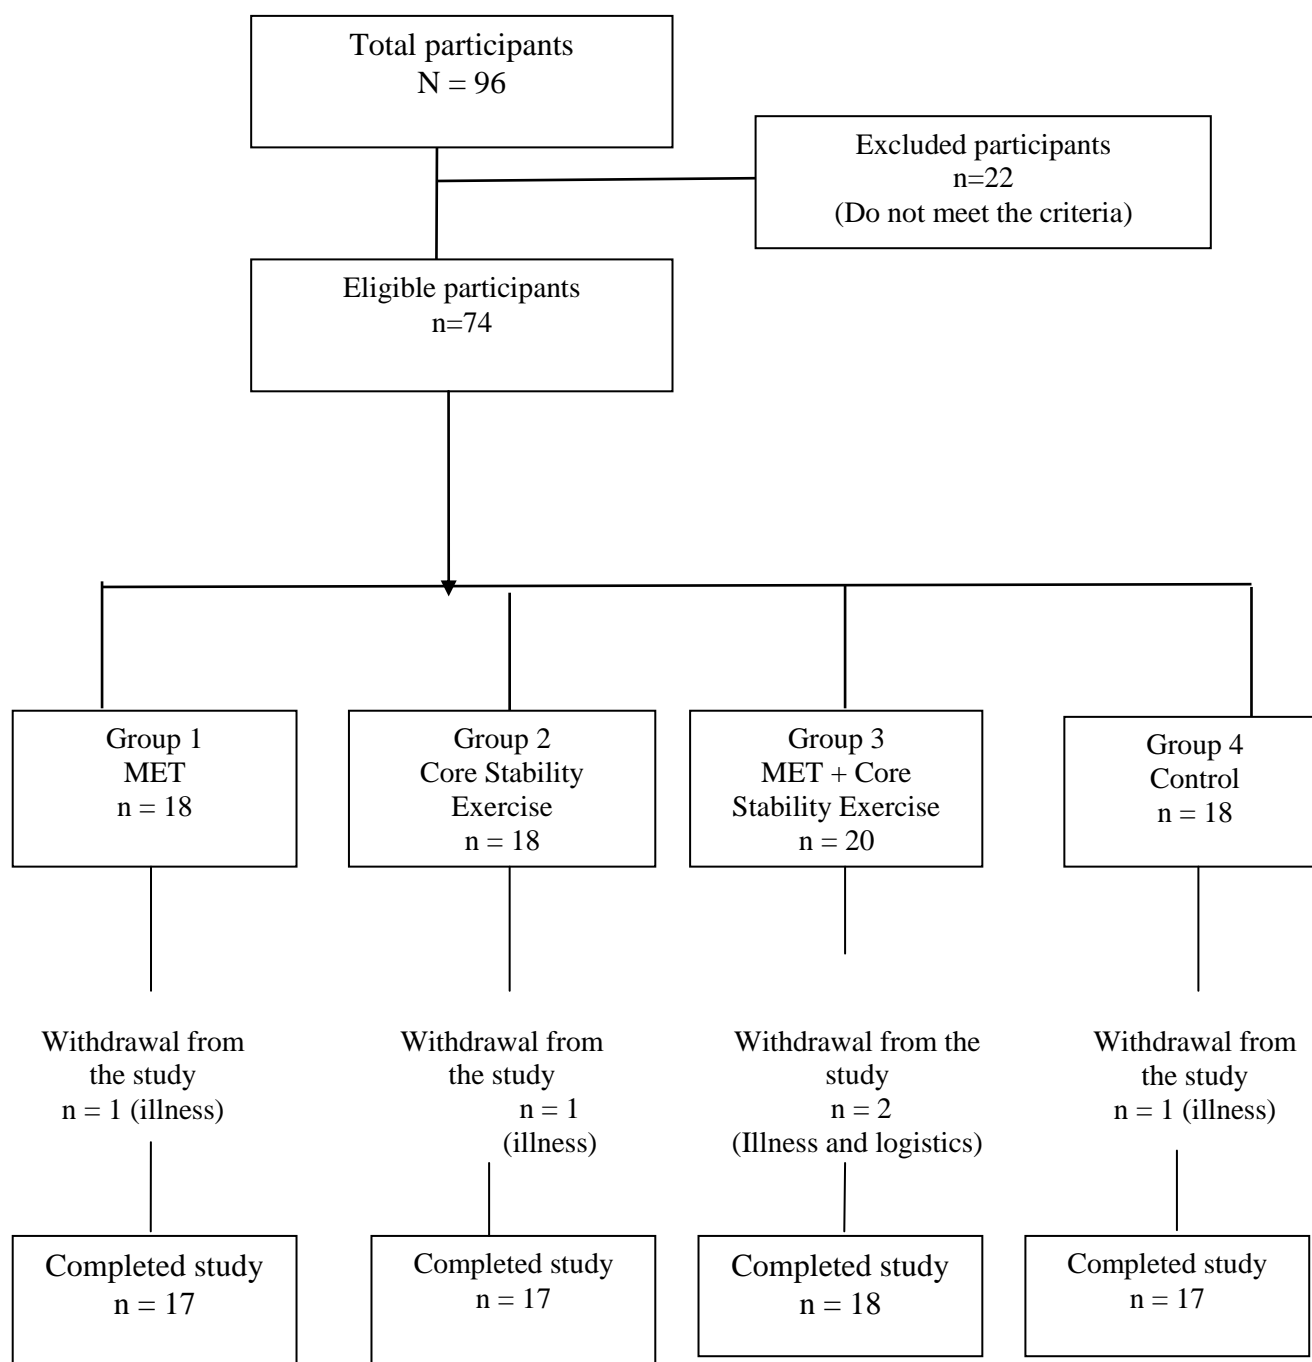 Total participants
N = 96
Excluded participants
n=22
(Do not meet the criteria)
Eligible participants
n=74
Group 1
MET
n = 18
Group 2
Core Stability
Exercise
n = 18
Group 3
MET + Core
Stability Exercise
n = 20
Group 4
Control
n = 18
Withdrawal from
the study
n = 1 (illness)
Withdrawal from
the study
n = 1
(illness)
Withdrawal from the
study
n = 2
(Illness and logistics)
Withdrawal from
the study
n = 1 (illness)
Completed study
n = 17
Completed study
n = 17
Completed study
n = 18
Completed study
n = 17